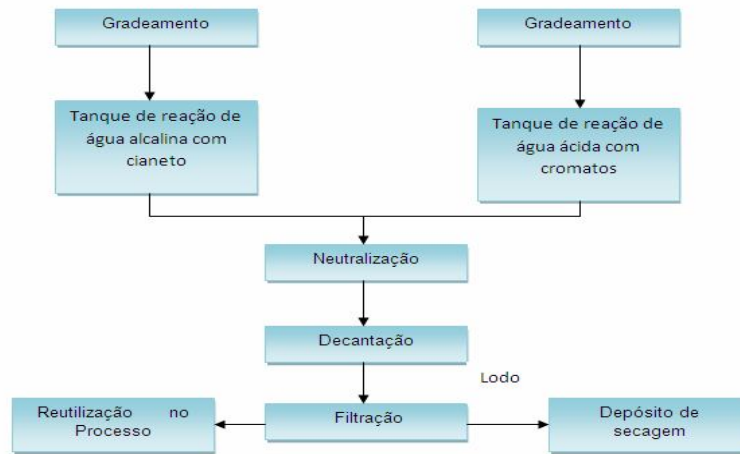 Gradeamento
Gradeamento
Tanque de reação de
água alcalina com
cianeto
Tanque de reação de
água ácida com
cromatos
Neutralização
Decantação
Lodo
Reutilização no
Processo
Filtração
Depósito de
secagem